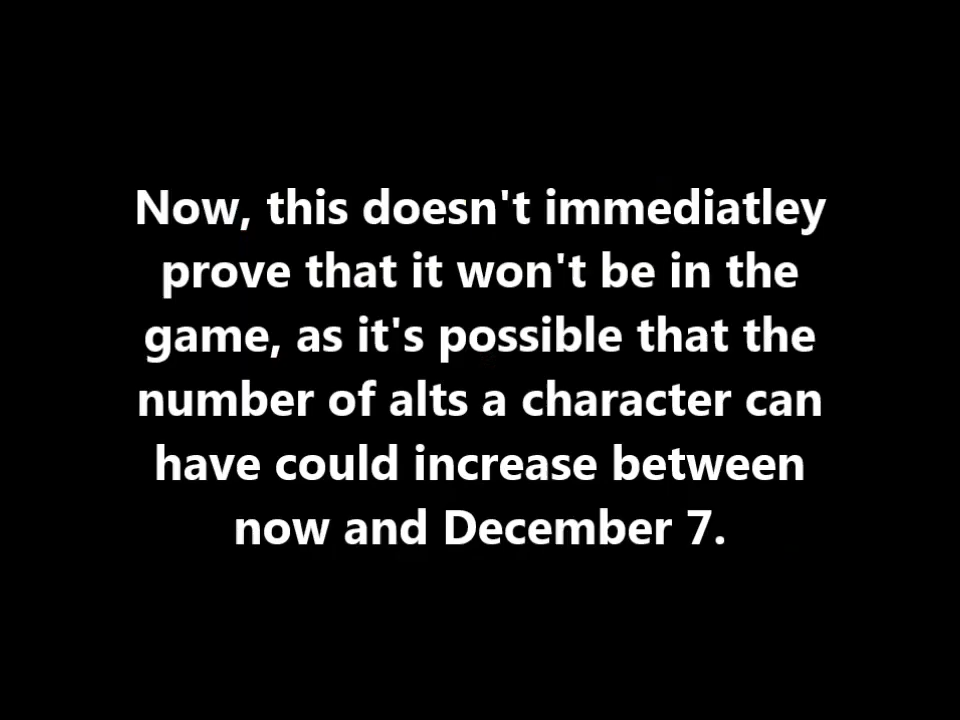 Now, this doesn't immediatley
prove that it won't be in the
game, as it's possible that the
number of alts a character can
have could increase between
now and December 7.